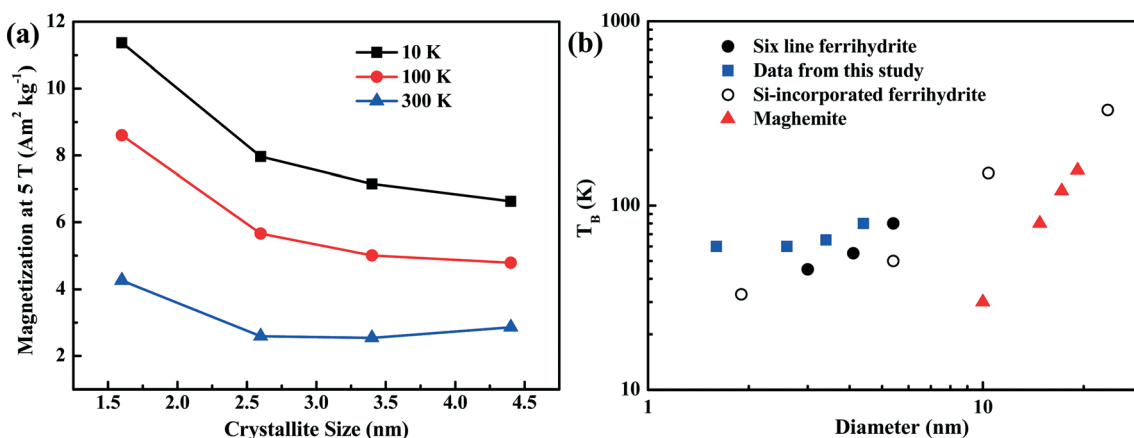 (a)
12
10
8
6
4
2
Magnetization at 5 T (Am² kg⁻¹)
10 K
100 K
300 K
1.5
2.0
2.5
3.0
3.5
4.0
4.5
Crystallite Size (nm)
(b)
1000
100
10
T_B (K)
Six line ferrihydrite
Data from this study
Si-incorporated ferrihydrite
Maghemite
1
10
Diameter (nm)